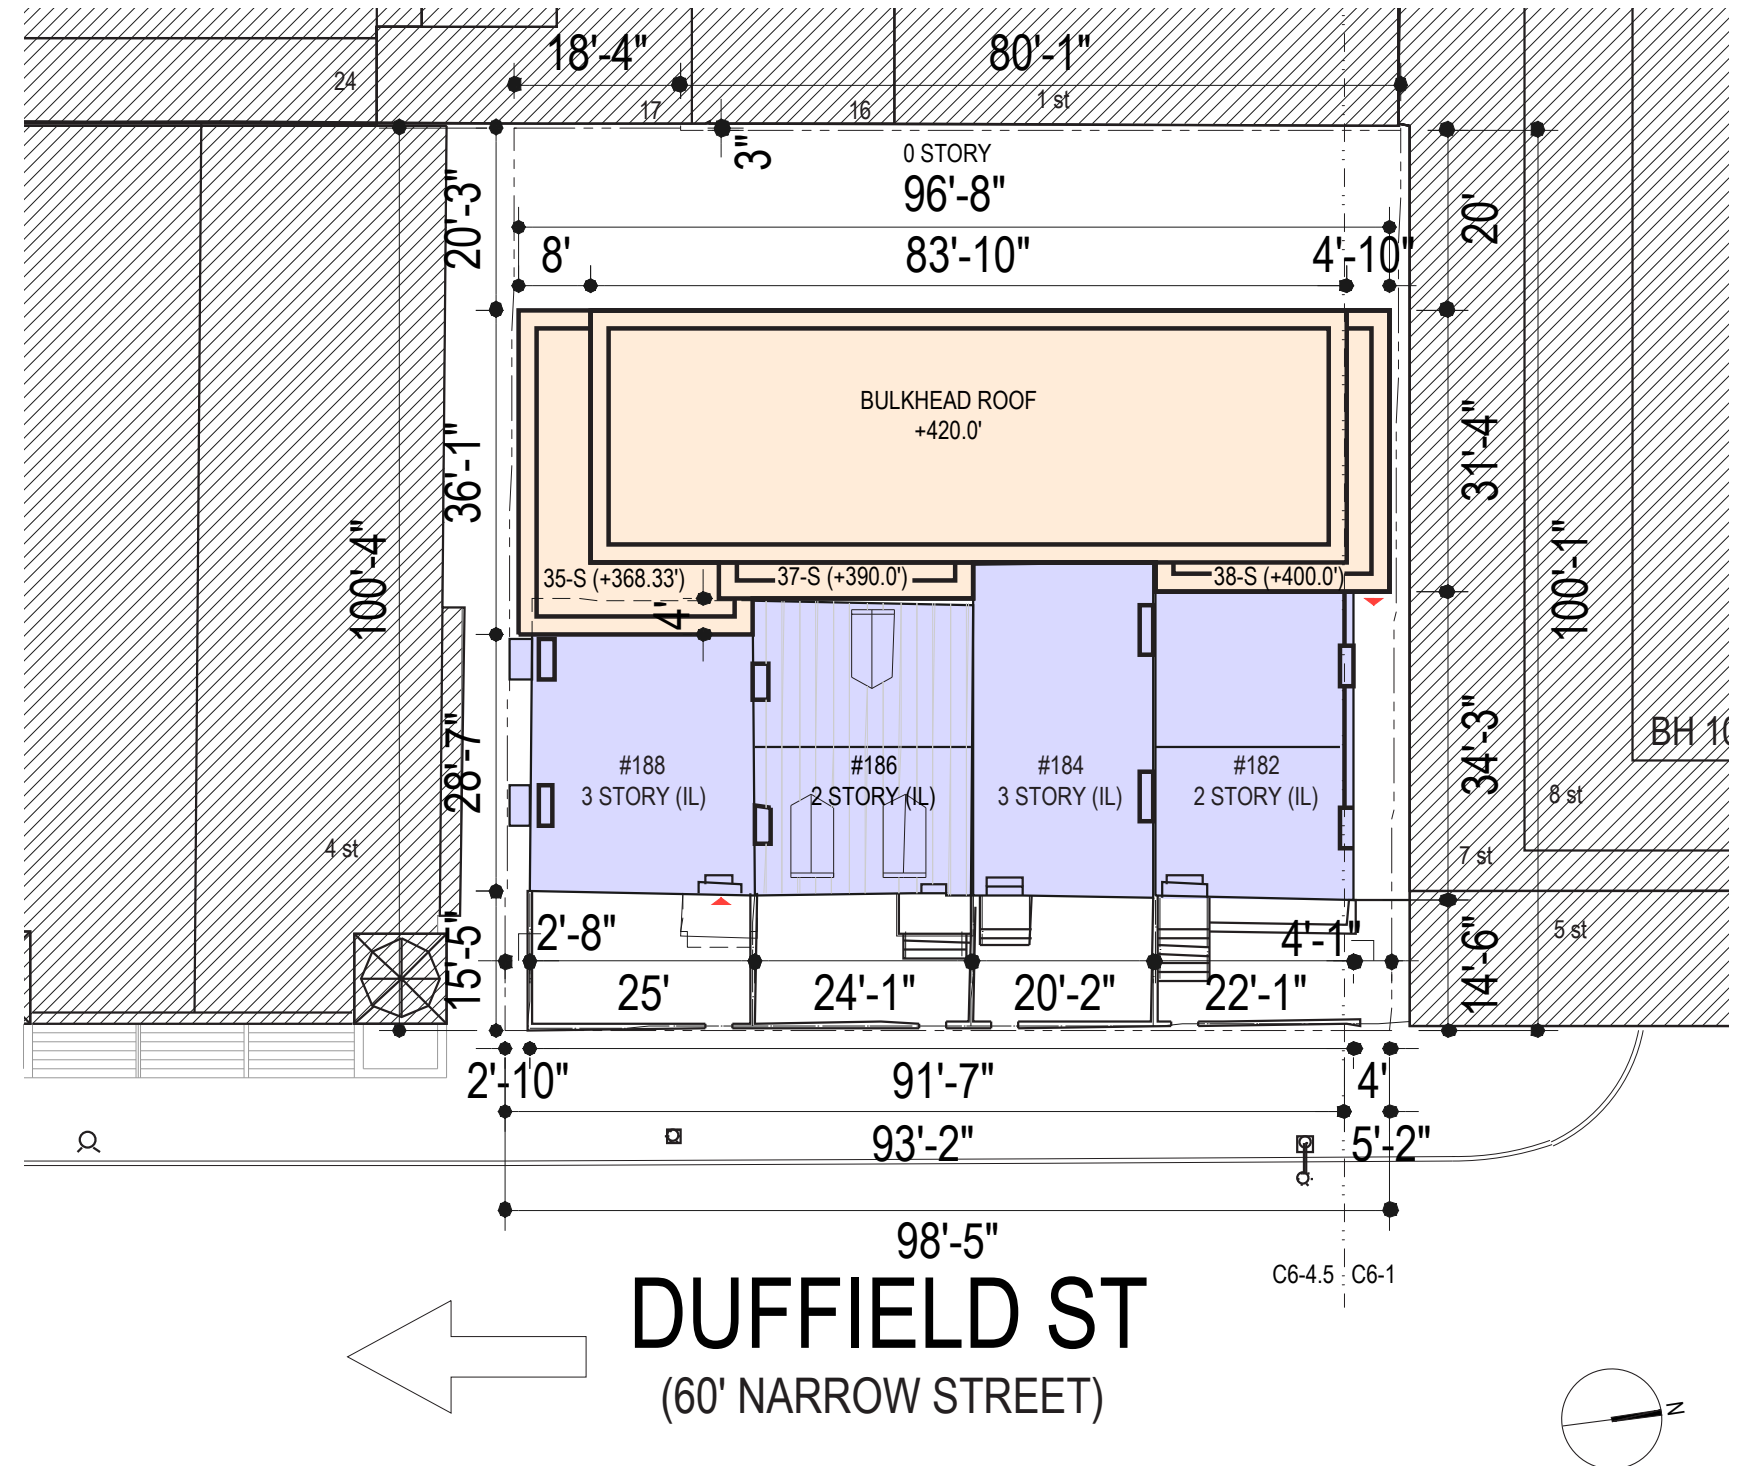 18'-4"
80'-1"
24
17
16
1 st
3"
0 STORY
96'-8"
20'-3"
20'
8'
83'-10"
4'-10"
BULKHEAD ROOF
+420.0'
36'-1"
31'-4"
100'-4"
100'-1"
35-S (+368.33')
37-S (+390.0')
38-S (+400.0')
4'
28'-7"
34'-3"
BH 10
#188
3 STORY (IL)
#186
2 STORY (IL)
#184
3 STORY (IL)
#182
2 STORY (IL)
8 st
4 st
7 st
15'-5"
2'-8"
4'-1"
14'-6"
5 st
25'
24'-1"
20'-2"
22'-1"
2'-10"
91'-7"
4'
93'-2"
5'-2"
98'-5"
C6-4.5
C6-1
DUFFIELD ST
(60' NARROW STREET)
N